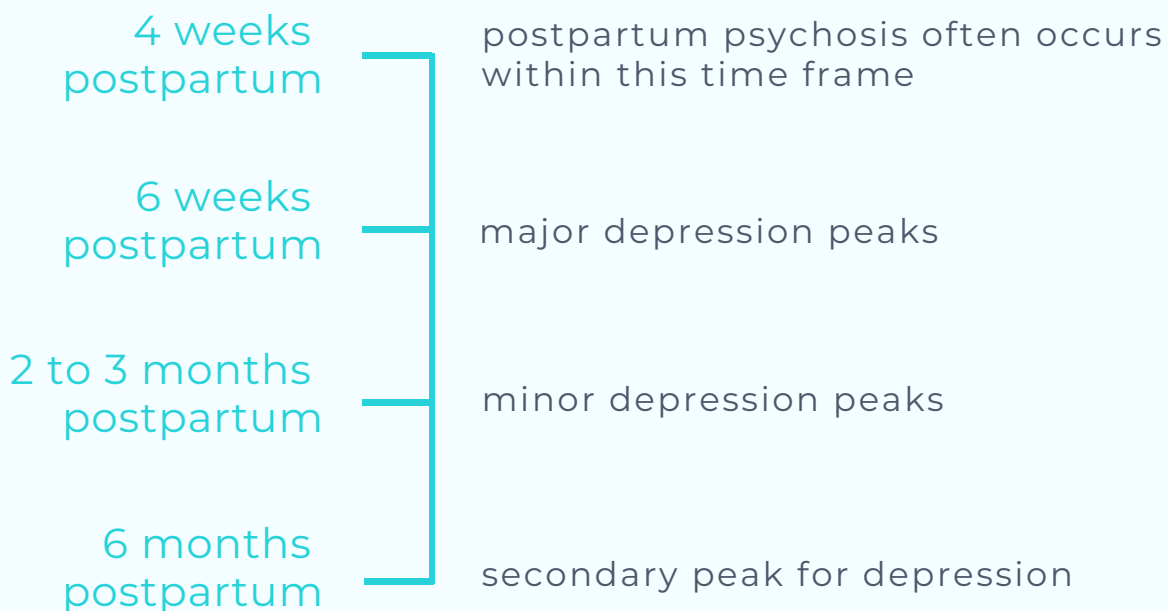 4 weeks
postpartum
postpartum psychosis often occurs
within this time frame
6 weeks
postpartum
major depression peaks
2 to 3 months
postpartum
minor depression peaks
6 months
postpartum
secondary peak for depression